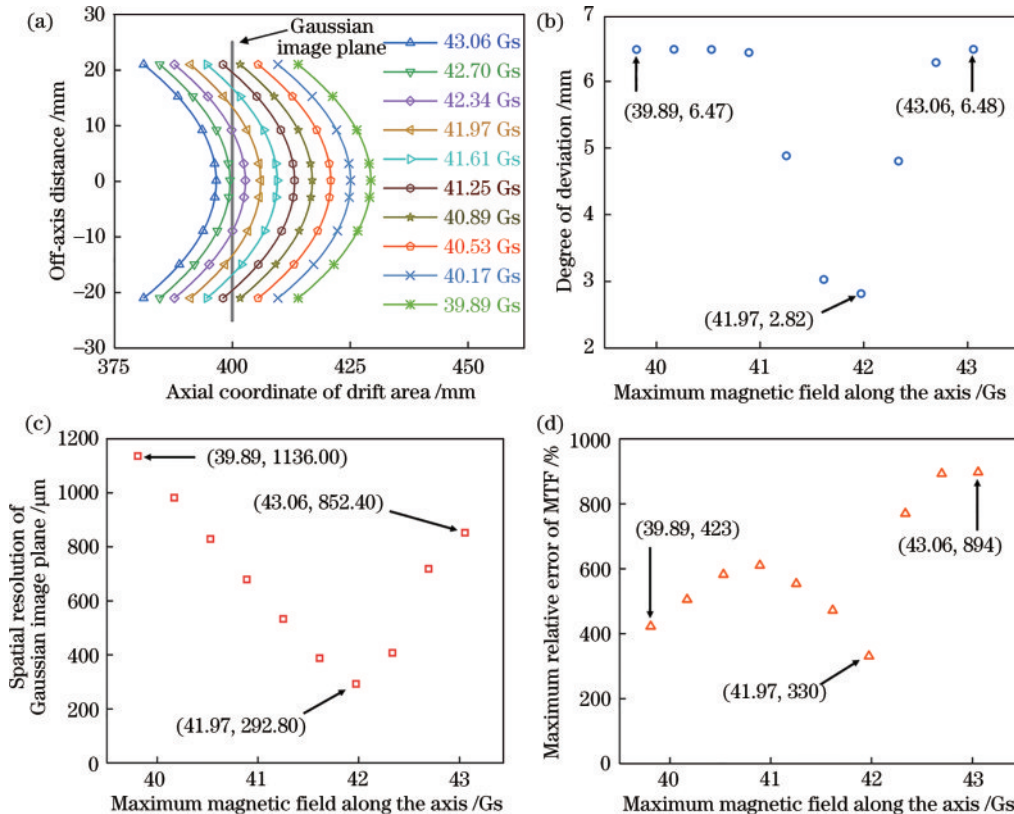 (a)
30
20
10
0
−10
−20
−30
375
400
425
450
Off-axis distance /mm
Axial coordinate of drift area /mm
Gaussian
image plane
43.06 Gs
42.70 Gs
42.34 Gs
41.97 Gs
41.61 Gs
41.25 Gs
40.89 Gs
40.53 Gs
40.17 Gs
39.89 Gs
(b)
7
6
5
4
3
2
40
41
42
43
Degree of deviation /mm
Maximum magnetic field along the axis /Gs
(39.89, 6.47)
(43.06, 6.48)
(41.97, 2.82)
(c)
1200
1000
800
600
400
200
0
40
41
42
43
Spatial resolution of
Gaussian image plane /μm
Maximum magnetic field along the axis /Gs
(39.89, 1136.00)
(43.06, 852.40)
(41.97, 292.80)
(d)
1000
800
600
400
200
0
40
41
42
43
Maximum relative error of MTF /%
Maximum magnetic field along the axis /Gs
(39.89, 423)
(43.06, 894)
(41.97, 330)